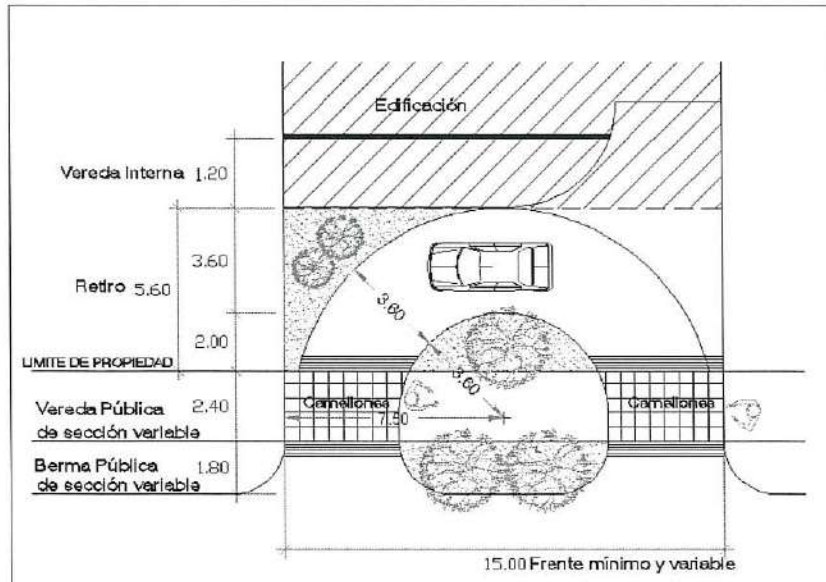 Edificación
Vereda Interna 1.20
3.60
Retiro 5.60
3.60
2.00
LIMITE DE PROPIEDAD
3.60
Camellones
Camellones
Vereda Pública
de sección variable
2.40
7.50
Berma Pública
de sección variable
1.80
15.00 Frente mínimo y variable